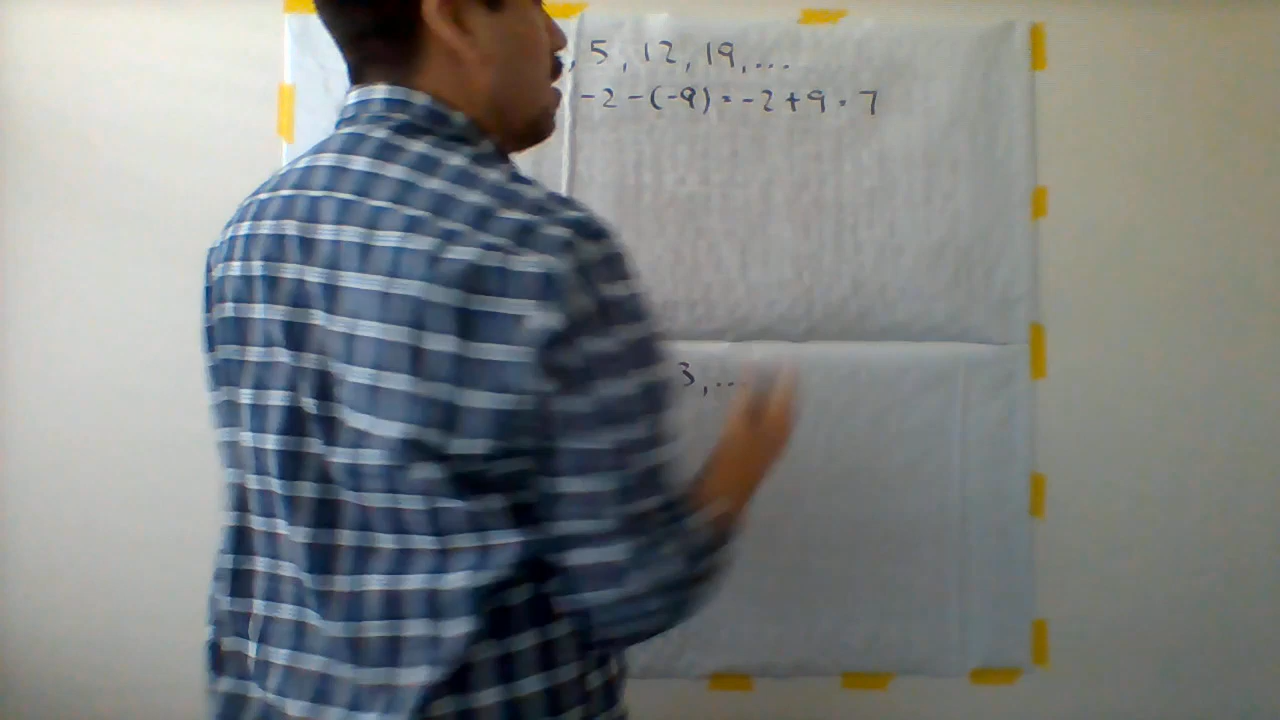 , 5, 12, 19, ...
-2 - (-9) = -2 + 9 = 7
3, ...